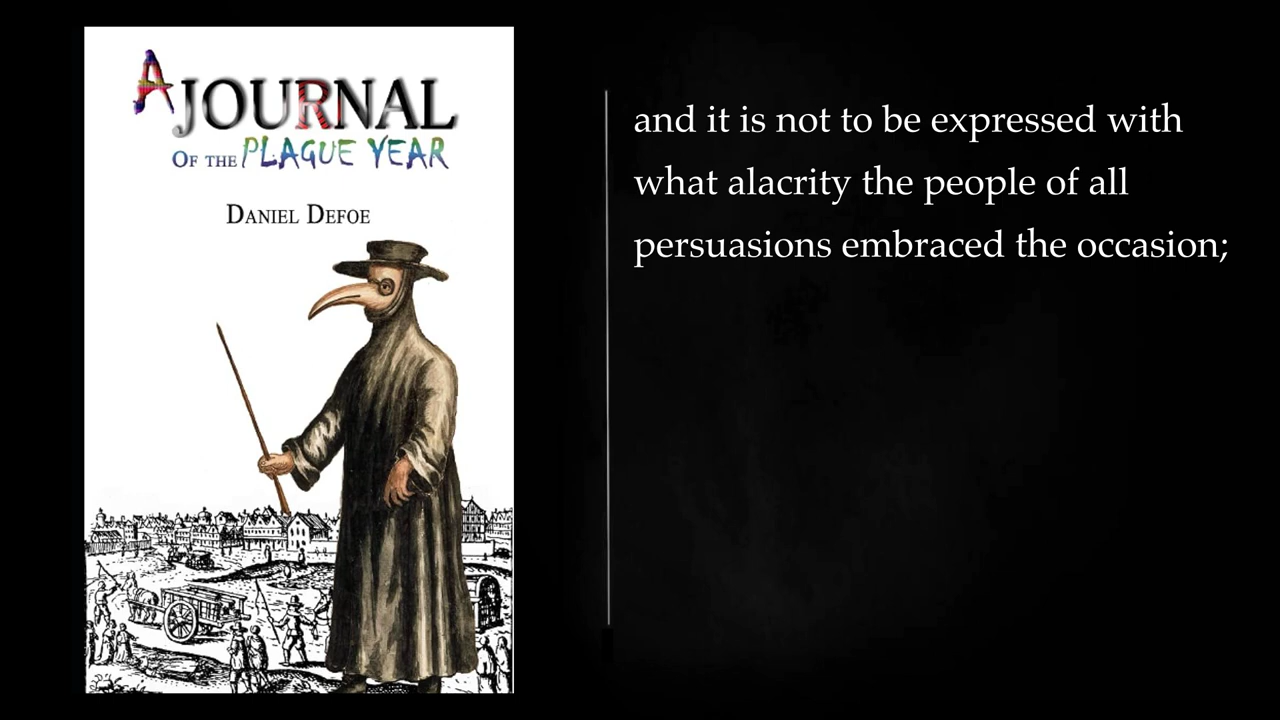 A JOURNAL
OF THE PLAGUE YEAR
DANIEL DEFOE
and it is not to be expressed with
what alacrity the people of all
persuasions embraced the occasion;